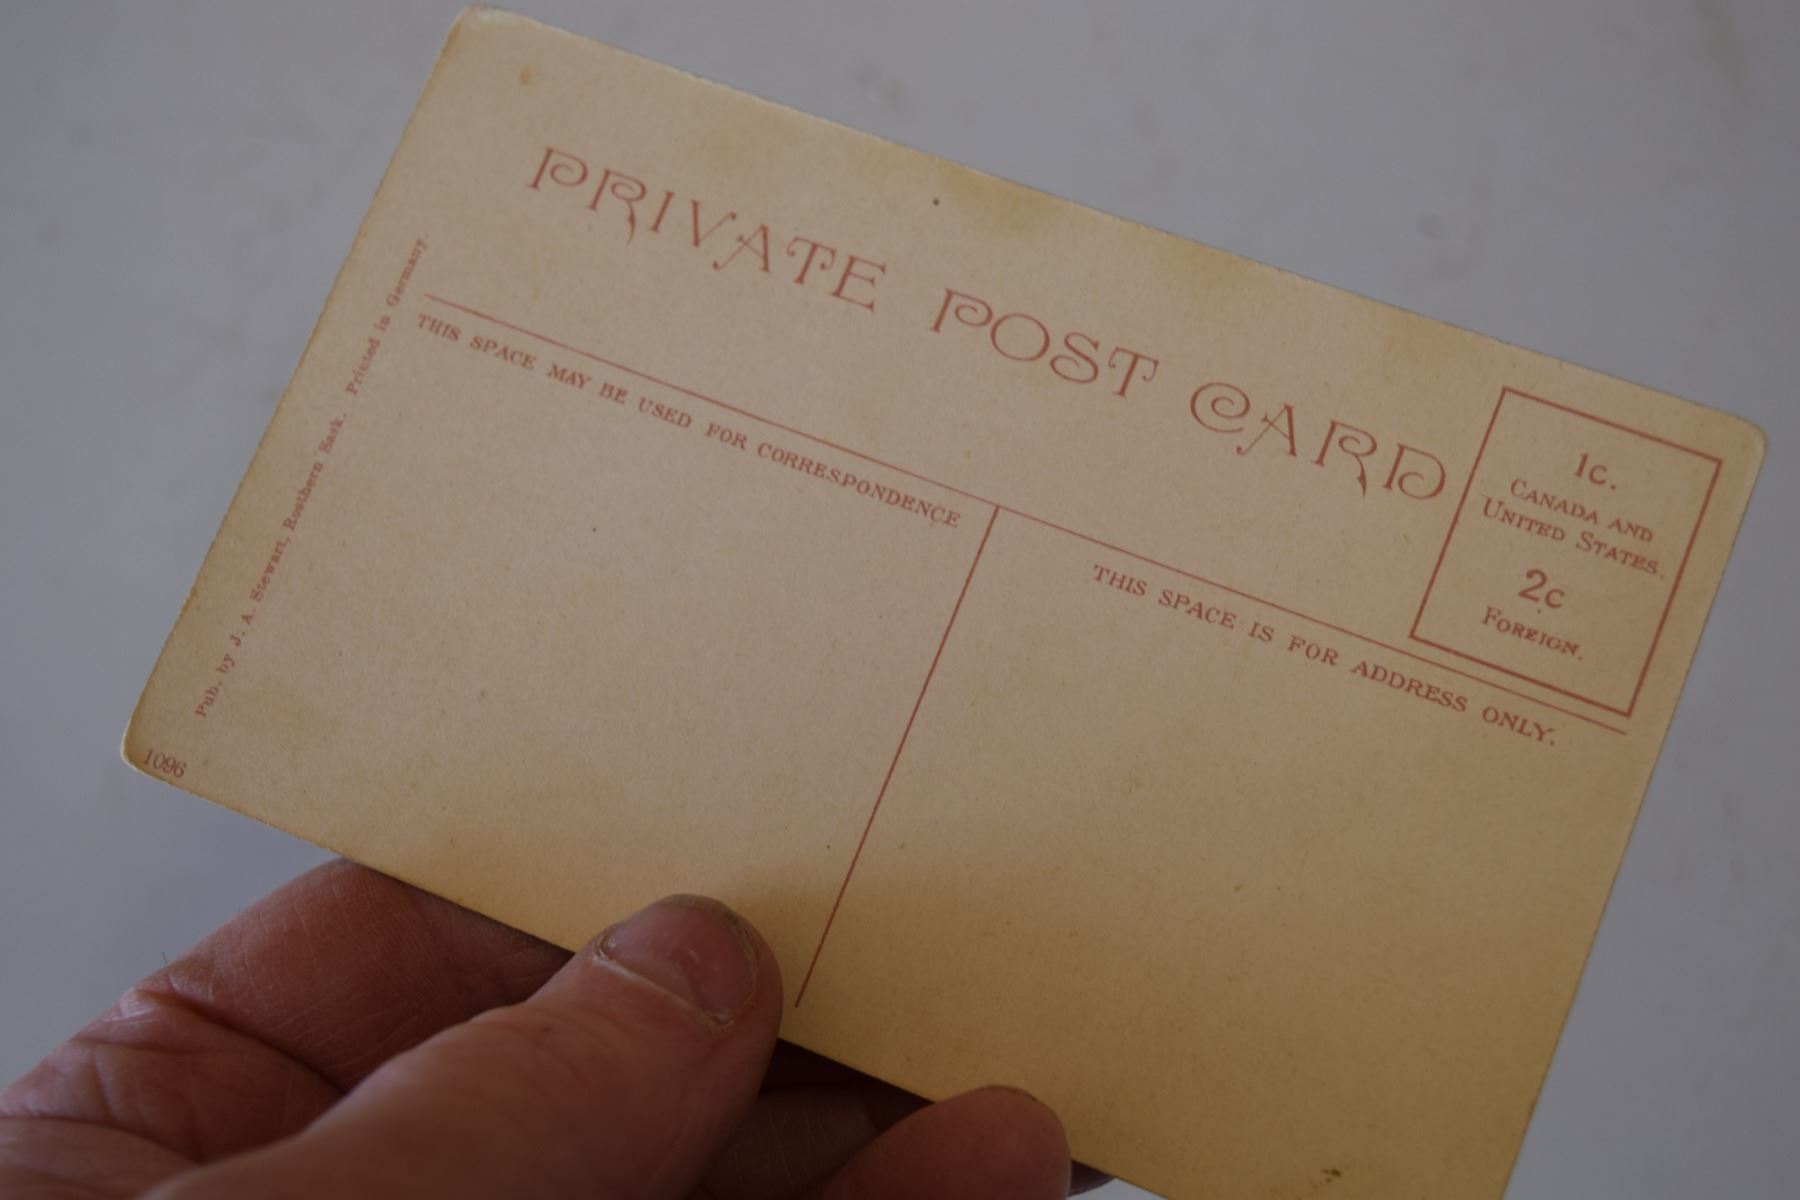 PRIVATE POST CARD
1c.
CANADA AND
UNITED STATES.
2c
FOREIGN.
THIS SPACE MAY BE USED FOR CORRESPONDENCE
THIS SPACE IS FOR ADDRESS ONLY.
Pub. by J. A. Stewart, Rosthern Sask. Printed in Germany.
1096